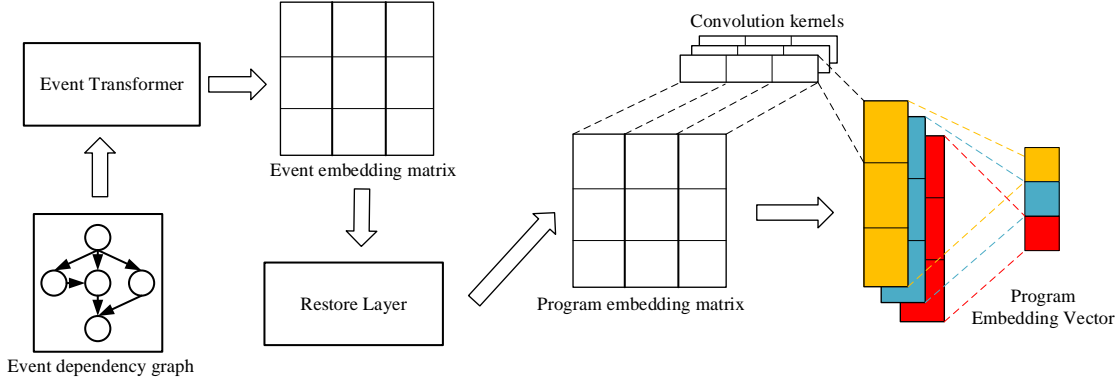 Event dependency graph
Event Transformer
Event embedding matrix
Restore Layer
Program embedding matrix
Convolution kernels
Program
Embedding Vector